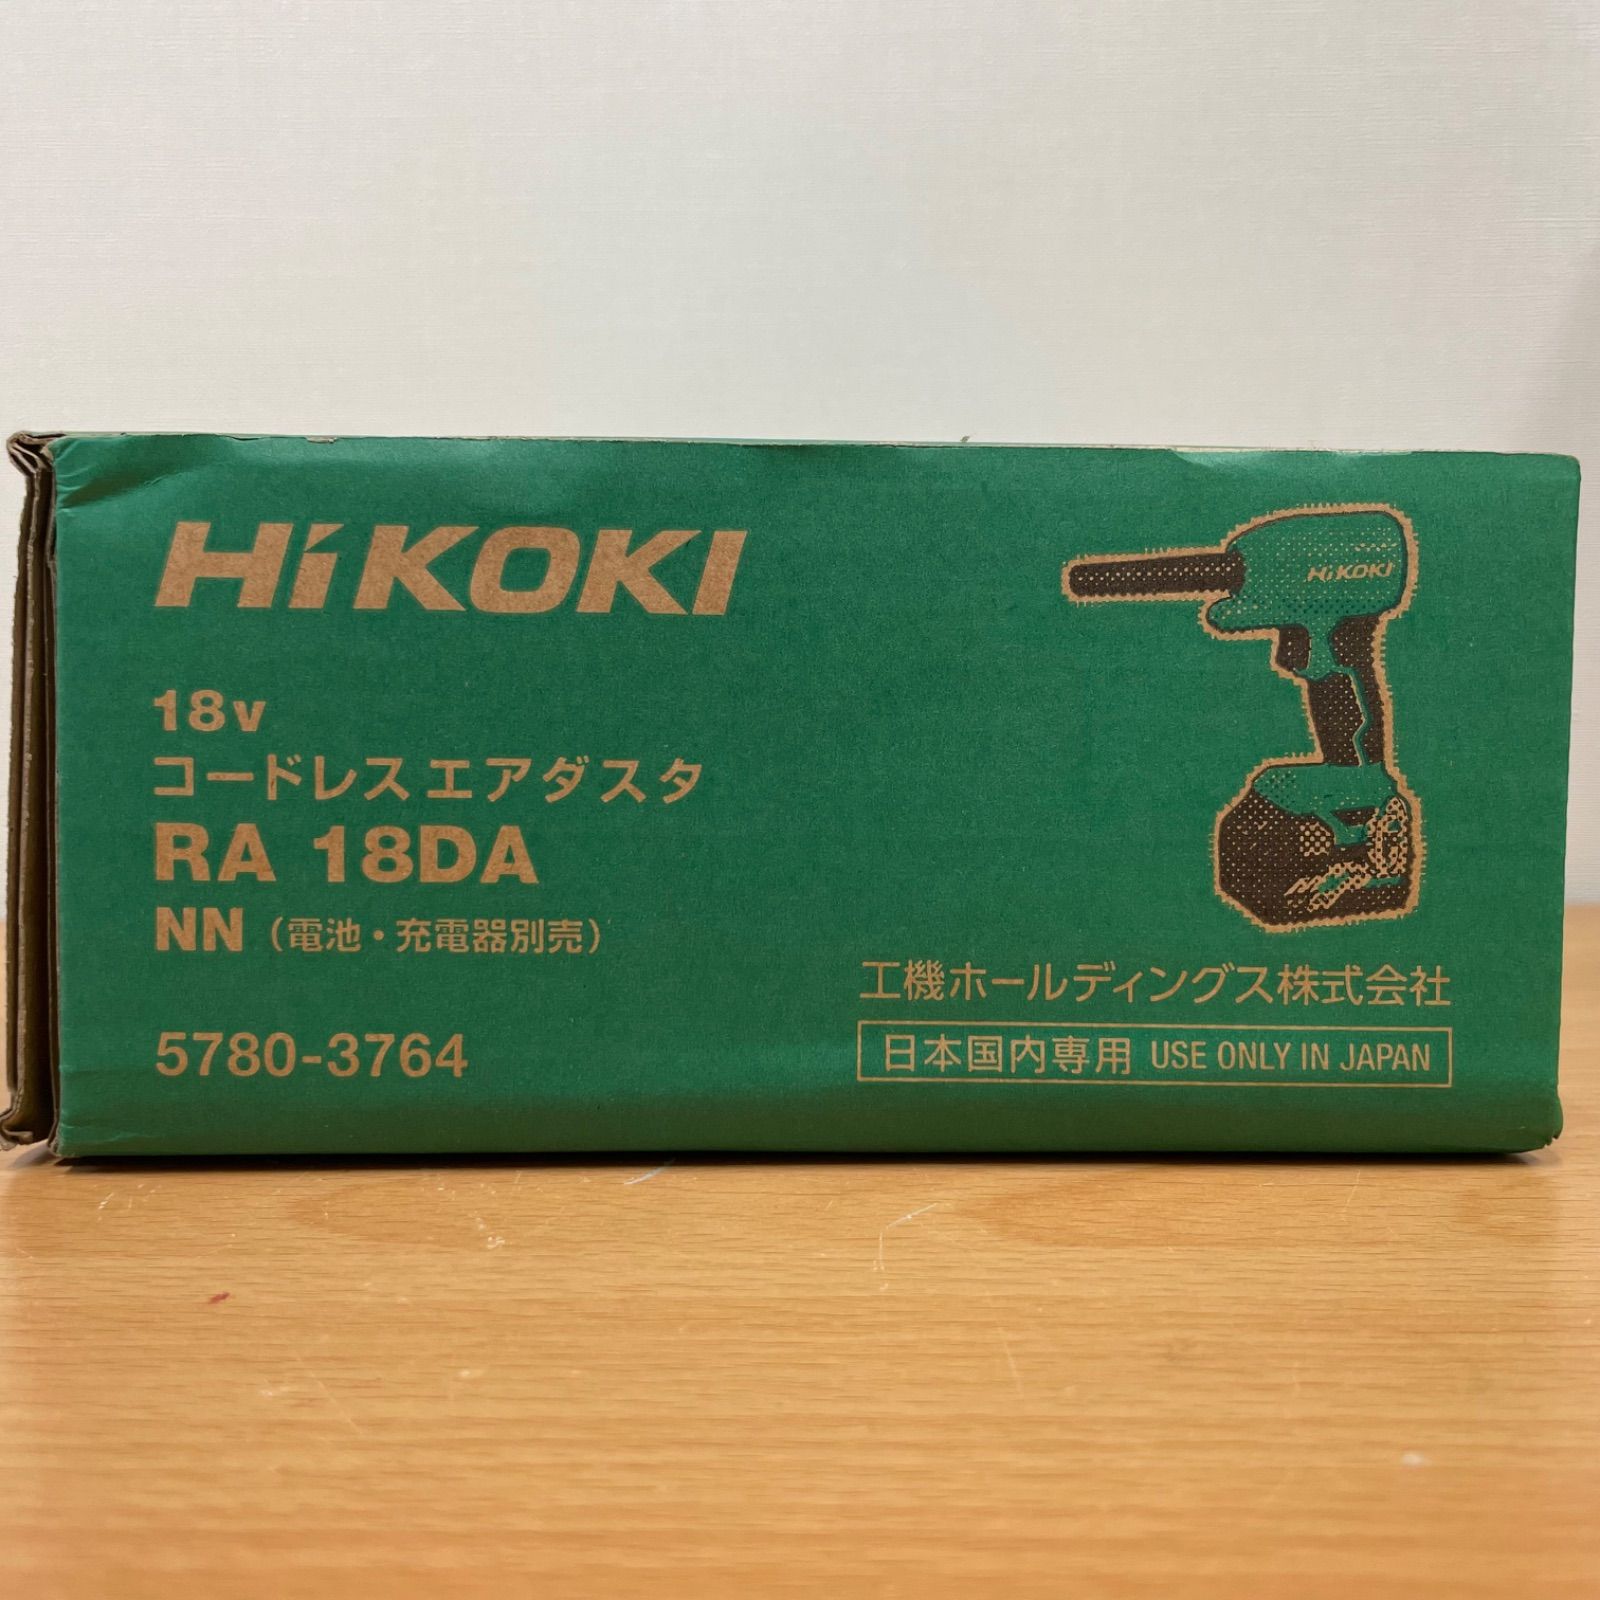 HiKOKI
18v
コードレスエアダスタ
RA 18DA
NN (電池・充電器別売)
5780-3764
HiKOKI
工機ホールディングス株式会社
日本国内専用 USE ONLY IN JAPAN